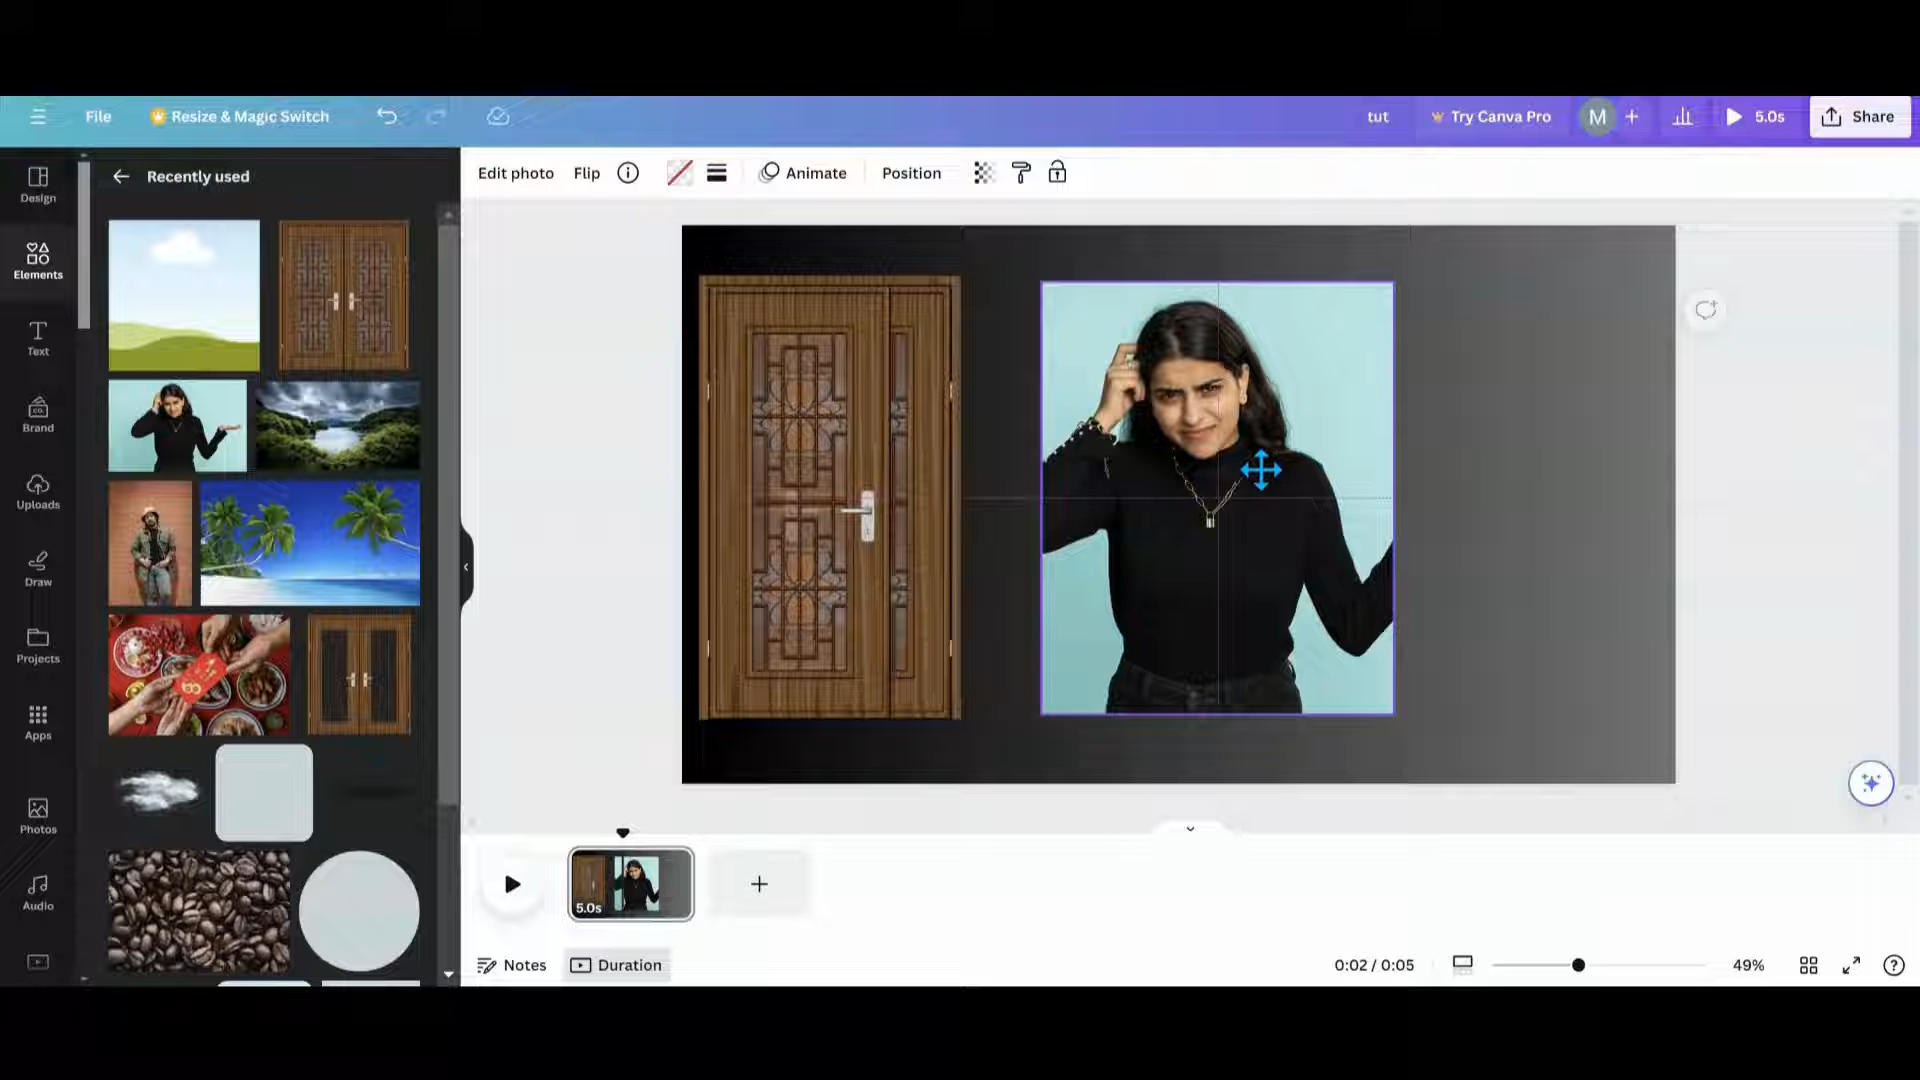 File
Resize & Magic Switch
tut
Try Canva Pro
M
5.0s
Share
Design
Elements
Text
Brand
Uploads
Draw
Projects
Apps
Photos
Audio
Recently used
Edit photo
Flip
Animate
Position
5.0s
Notes
Duration
0:02 / 0:05
49%